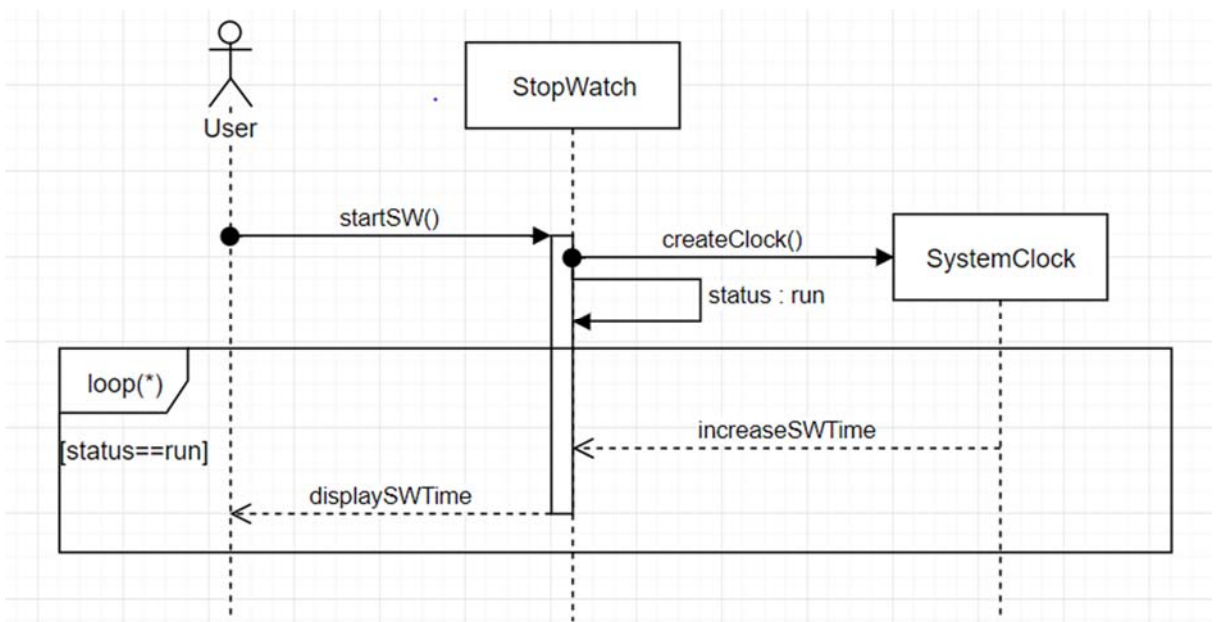 StopWatch
User
startSW()
createClock()
SystemClock
status : run
loop(*)
increaseSWTime
[status==run]
displaySWTime